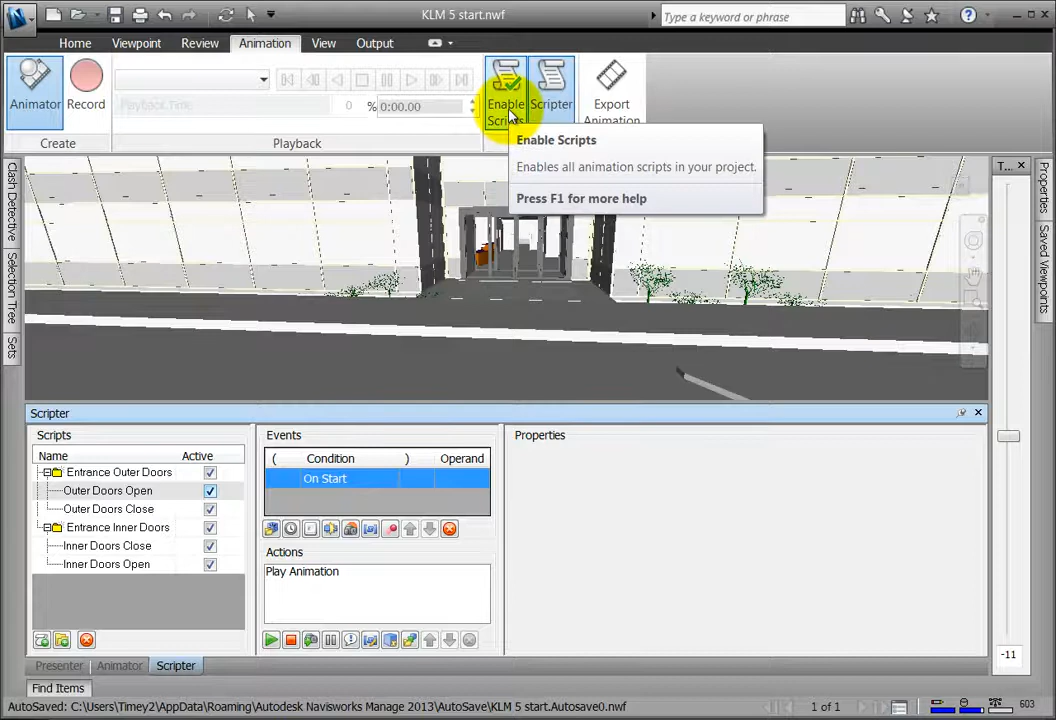 KLM 5 start.nwf
Type a keyword or phrase
Home
Viewpoint
Review
Animation
View
Output
Animator
Record
Playback Time
0
%
0:00.00
Enable
Scripts
Scripter
Export
Animation
Create
Playback
Enable Scripts
Enables all animation scripts in your project.
Press F1 for more help
Clash Detective
Selection Tree
Sets
T...
Properties
Saved Viewpoints
Scripter
Scripts
Name
Active
Entrance Outer Doors
Outer Doors Open
Outer Doors Close
Entrance Inner Doors
Inner Doors Close
Inner Doors Open
Events
(
Condition
)
Operand
On Start
Actions
Play Animation
Properties
-11
Presenter
Animator
Scripter
Find Items
AutoSaved: C:\Users\Timey2\AppData\Roaming\Autodesk Navisworks Manage 2013\AutoSave\KLM 5 start.Autosave0.nwf
1 of 1
603